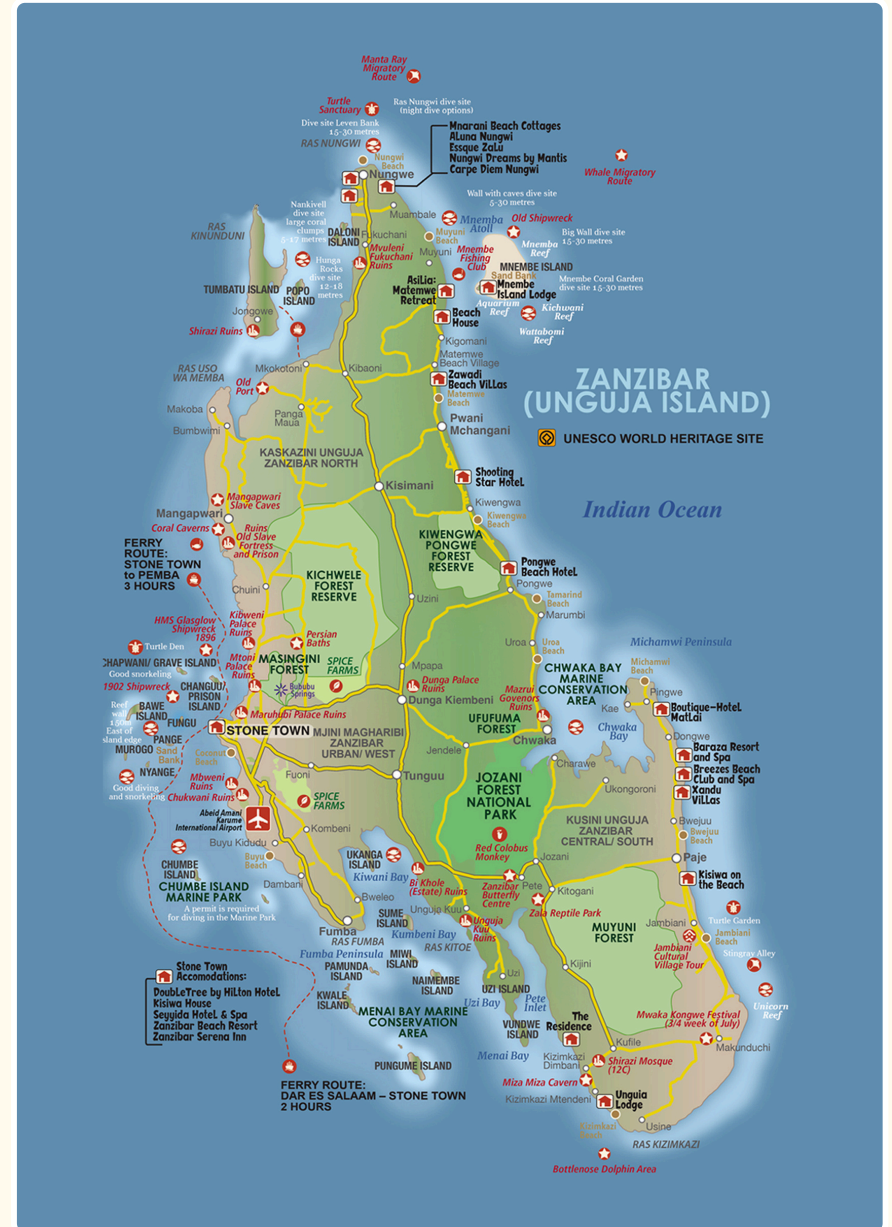 Manta Ray
Migratory
Route
Turtle
Sanctuary
Ras Nungwi dive site
(night dive options)
Dive site Leven Bank
15-30 metres
RAS NUNGWI
Nungwi
Beach
Nungwe
Mnarani Beach Cottages
ALuna Nungwi
Essque ZaLu
Nungwi Dreams by Mantis
Carpe Diem Nungwi
Whale Migratory
Route
Wall with caves dive site
5-30 metres
Nankivell
dive site
large coral
clumps
5-17 metres
Muambale
Mnemba
Atoll
Old Shipwreck
Big Wall dive site
15-30 metres
RAS
KINUNDUNI
DALONI
ISLAND
Fukuchani
Muyuni
Beach
Muyuni
Mnemba
Reef
Mvuleni
Fukuchani
Ruins
Mnembe
Fishing
Club
MNEMBE ISLAND
Sand Bank
Mnembe
Island Lodge
Mnembe Coral Garden
dive site 15-30 metres
Hunga
Rocks
dive site
12-18
metres
TUMBATU ISLAND
POPO
ISLAND
AsiLia:
Matemwe
Retreat
Aquarium
Reef
Kichwani
Reef
Wattabomi
Reef
Jongowe
Shirazi Ruins
Beach
House
Kigomani
Matemwe
Beach Village
RAS USO
WA MEMBA
Mkokotoni
Kibaoni
Old
Port
Zawadi
Beach ViLLas
Matemwe
Beach
ZANZIBAR
(UNGUJA ISLAND)
UNESCO WORLD HERITAGE SITE
Makoba
Bumbwimi
Panga
Maua
Pwani
Mchangani
KASKAZINI UNGUJA
ZANZIBAR NORTH
Kisimani
Shooting
Star HoteL
Mangapwari
Slave Caves
Mangapwari
Coral Caverns
Ruins
Old Slave
Fortress
and Prison
Kiwengwa
Kiwengwa
Beach
Indian Ocean
FERRY
ROUTE:
STONE TOWN
to PEMBA
3 HOURS
KIWENGWA
PONGWE
FOREST
RESERVE
KICHWELE
FOREST
RESERVE
Pongwe
Beach HoteL
Pongwe
Chuini
Uzini
Tamarind
Beach
Marumbi
HMS Glasglow
Shipwreck
1896
Kibweni
Palace
Ruins
Persian
Baths
Uroa
Uroa
Beach
Michamwi Peninsula
Turtle Den
CHAPWANI/ GRAVE ISLAND
Good snorkeling
Mtoni
Palace
Ruins
MASINGINI
FOREST
SPICE
FARMS
Mpapa
CHWAKA BAY
MARINE
CONSERVATION
AREA
Michamwi
Beach
1902 Shipwreck
CHANGUU/
PRISON
ISLAND
Bububu
Springs
Dunga Palace
Ruins
Dunga Kiembeni
Mazrui
Govenors
Ruins
Pingwe
Kae
Boutique-HoteL
MatLai
Reef
wall
150m
East of
island edge
BAWE
ISLAND
FUNGU
PANGE
Sand
Bank
MUROGO
NYANGE
Maruhubi Palace Ruins
STONE TOWN
MJINI MAGHARIBI
ZANZIBAR
URBAN/ WEST
UFUFUMA
FOREST
Chwaka
Chwaka
Bay
Dongwe
Coconut
Beach
Jendele
Baraza Resort
and Spa
Breezes Beach
CLub and Spa
Xandu
ViLLas
Good diving
and snorkeling
Mbweni
Ruins
Chukwani Ruins
Fuoni
SPICE
FARMS
Tunguu
Charawe
Ukongoroni
JOZANI
FOREST
NATIONAL
PARK
Abeid Amani
Karume
International Airport
Kombeni
KUSINI UNGUJA
ZANZIBAR
CENTRAL/ SOUTH
Bwejuu
Bwejuu
Beach
Buyu Kidudu
Buyu
Beach
UKANGA
ISLAND
Kiwani Bay
Red Colobus
Monkey
Jozani
Paje
CHUMBE
ISLAND
CHUMBE ISLAND
MARINE PARK
A permit is required
for diving in the Marine Park
Dambani
Bweleo
Bi Khole
(Estate) Ruins
Zanzibar
Butterfly
Centre
Pete
Kitogani
Kisiwa on
the Beach
Unguja Kuu
Zala Reptile Park
Turtle Garden
Fumba
RAS FUMBA
SUME
ISLAND
Kumbeni Bay
RAS KITOE
Unguja
Kuu
Ruins
MUYUNI
FOREST
Jambiani
Jambiani
Beach
Jambiani
Cultural
Village Tour
Stingray Alley
Fumba Peninsula
MIWI
ISLAND
PAMUNDA
ISLAND
Kijini
Stone Town
Accomodations:
DoubLeTree by HiLton HoteL
Kisiwa House
Seyyida HoteL & Spa
Zanzibar Beach Resort
Zanzibar Serena Inn
NAIMEMBE
ISLAND
Uzi
UZI ISLAND
Uzi Bay
Pete
Inlet
KWALE
ISLAND
Unicorn
Reef
MENAI BAY MARINE
CONSERVATION
AREA
VUNDWE
ISLAND
The
Residence
Mwaka Kongwe Festival
(3/4 week of July)
Makunduchi
Menai Bay
Kufile
Kizimkazi
Dimbani
Shirazi Mosque
(12C)
PUNGUME ISLAND
Miza Miza Cavern
FERRY ROUTE:
DAR ES SALAAM – STONE TOWN
2 HOURS
Kizimkazi Mtendeni
Unguia
Lodge
Kizimkazi
Beach
Usine
RAS KIZIMKAZI
Bottlenose Dolphin Area